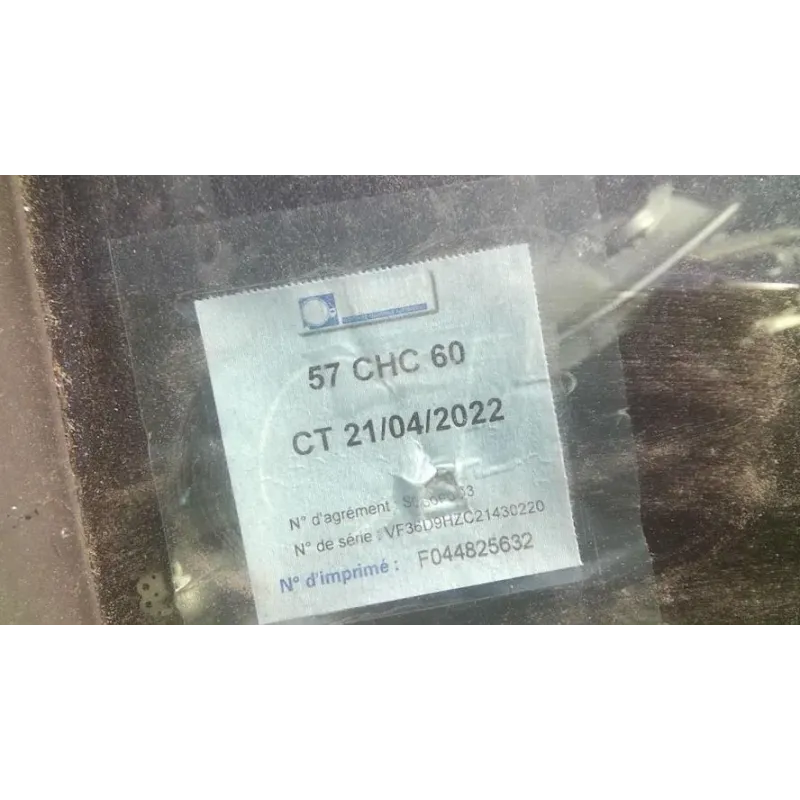 57 CHC 60
CT 21/04/2022
N° d'agrément
N° de série : VF36D9HZC21430220
N° d'imprimé : F044825632